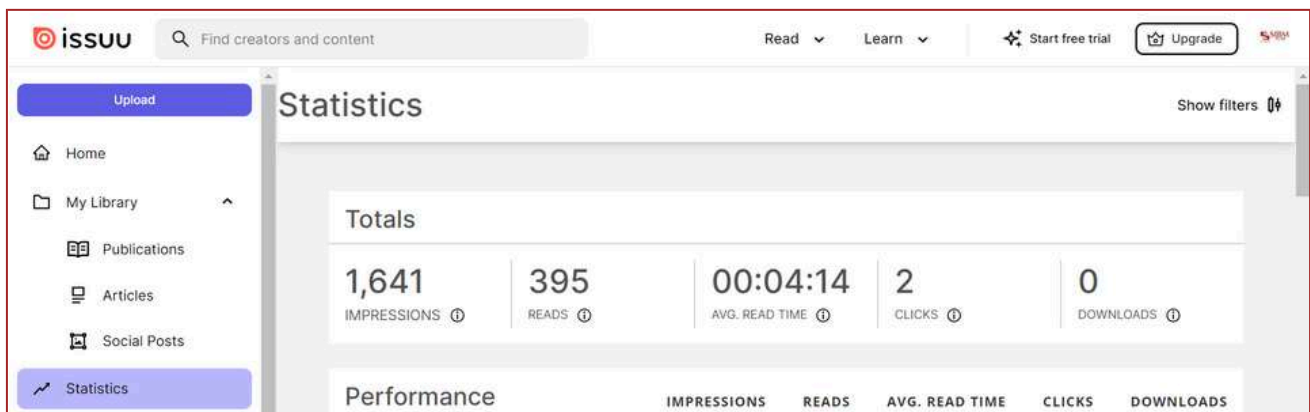 issuu
Find creators and content
Read
Learn
Start free trial
Upgrade
Upload
Home
My Library
Publications
Articles
Social Posts
Statistics
Statistics
Show filters
Totals
1,641
IMPRESSIONS
395
READS
00:04:14
AVG. READ TIME
2
CLICKS
0
DOWNLOADS
Performance
IMPRESSIONS READS AVG. READ TIME CLICKS DOWNLOADS